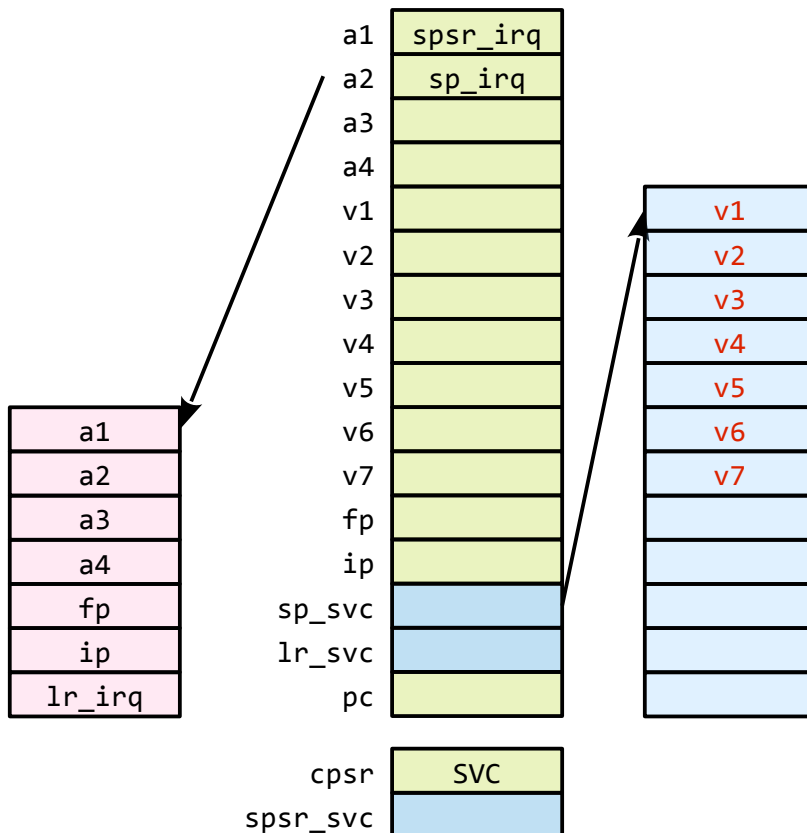 a1 spsr_irq
a2 sp_irq
a3
a4
v1 v1
v2 v2
v3 v3
v4 v4
v5 v5
v6 v6
a1
v7 v7
a2
fp
a3
ip
a4
sp_svc
fp
lr_svc
ip
pc
lr_irq
cpsr SVC
spsr_svc